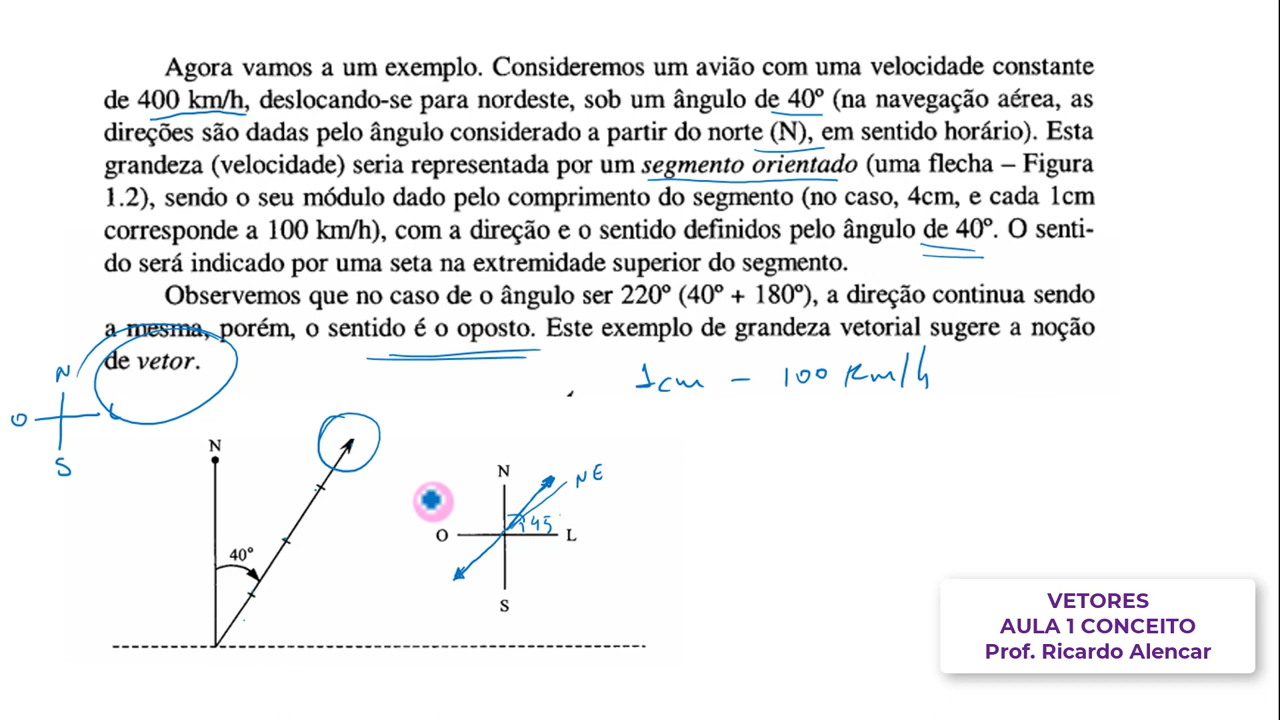 Agora vamos a um exemplo. Consideremos um avião com uma velocidade constante
de 400 km/h, deslocando-se para nordeste, sob um ângulo de 40º (na navegação aérea, as
direções são dadas pelo ângulo considerado a partir do norte (N), em sentido horário). Esta
grandeza (velocidade) seria representada por um segmento orientado (uma flecha – Figura
1.2), sendo o seu módulo dado pelo comprimento do segmento (no caso, 4cm, e cada 1cm
corresponde a 100 km/h), com a direção e o sentido definidos pelo ângulo de 40º. O senti-
do será indicado por uma seta na extremidade superior do segmento.
Observemos que no caso de o ângulo ser 220º (40º + 180º), a direção continua sendo
a mesma, porém, o sentido é o oposto. Este exemplo de grandeza vetorial sugere a noção
de vetor.
1cm - 100 Km/h
N
O L
S
N
40º
N
NE
45
O L
S
VETORES
AULA 1 CONCEITO
Prof. Ricardo Alencar